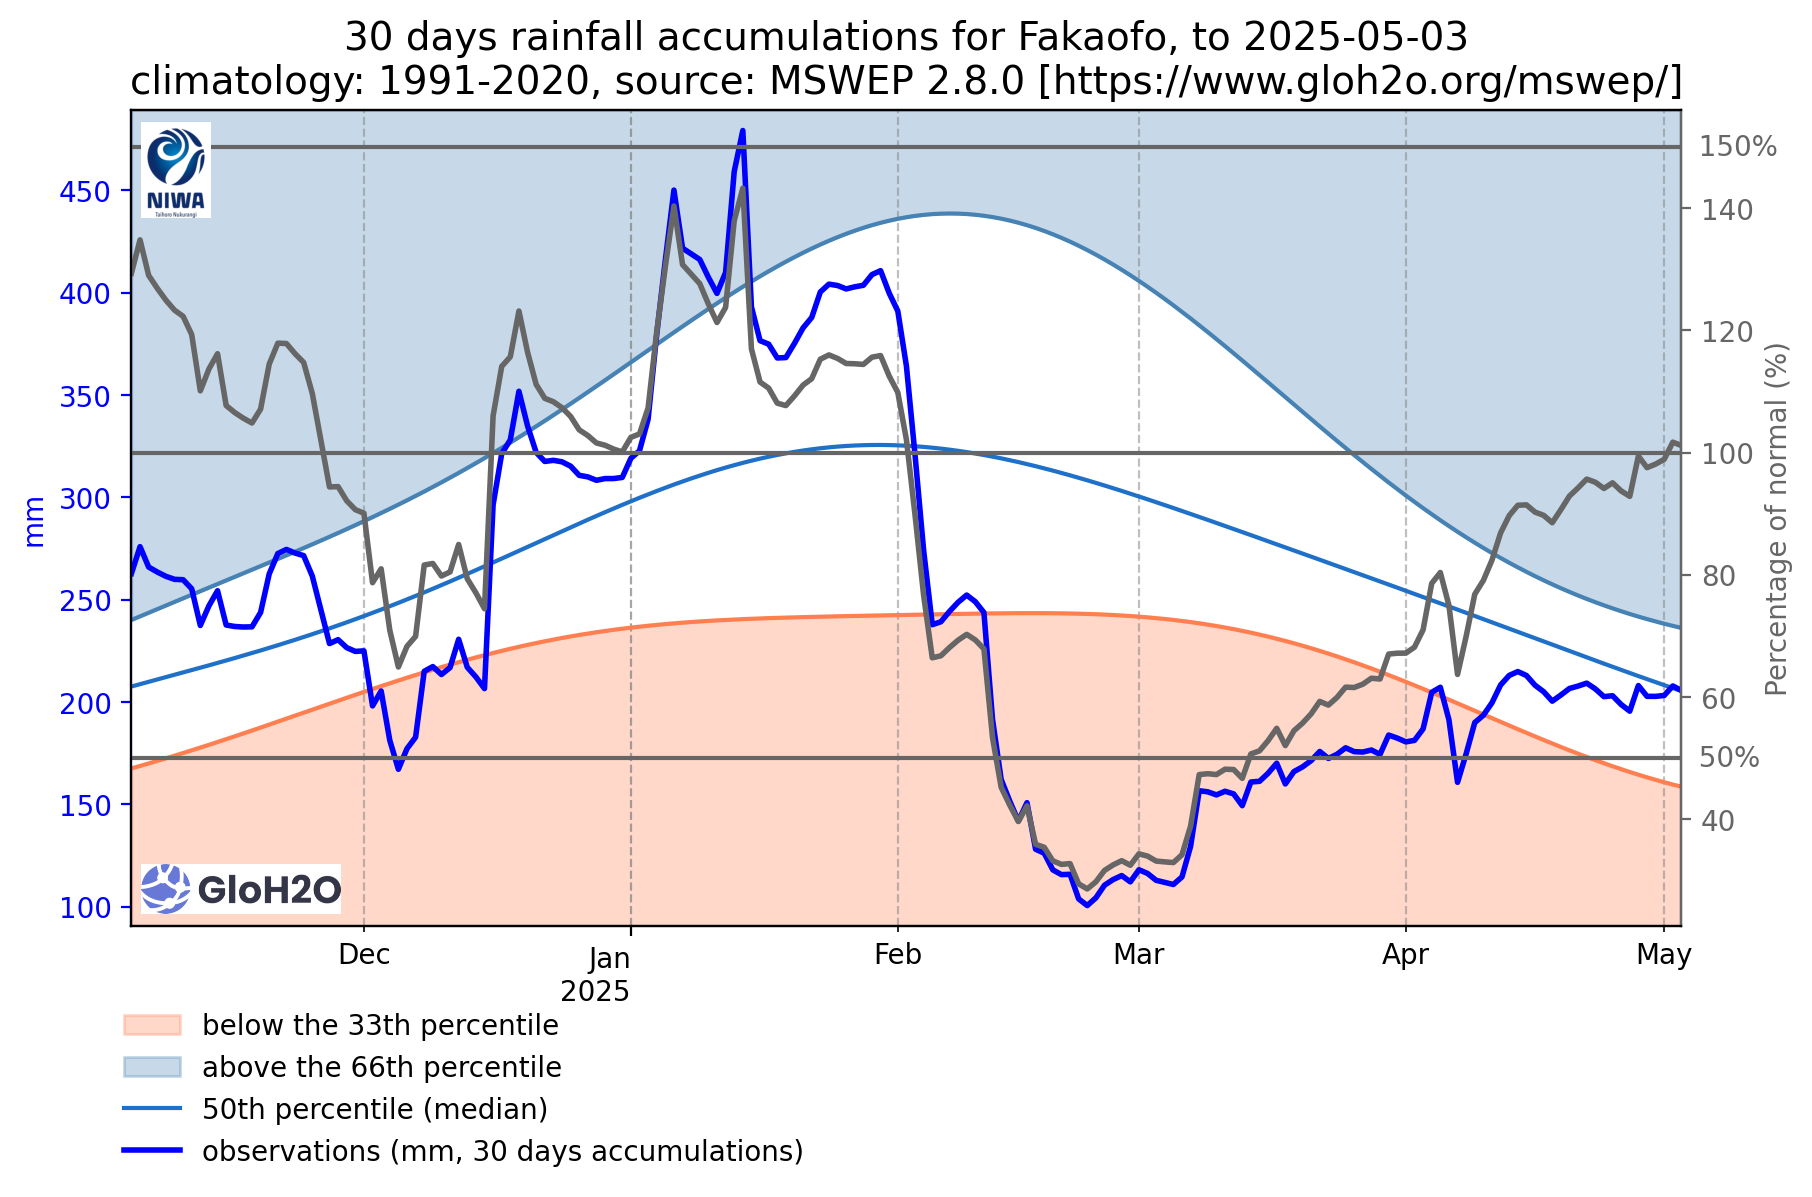 30 days rainfall accumulations for Fakaofo, to 2025-05-03
climatology: 1991-2020, source: MSWEP 2.8.0 [https://www.gloh2o.org/mswep/]
NIWA
Taihoro Nukurangi
150%
450
140
400
120
350
100
300
mm
Percentage of normal (%)
80
250
60
200
50%
150
40
100
GloH2O
Dec
Jan
2025
Feb
Mar
Apr
May
below the 33th percentile
above the 66th percentile
50th percentile (median)
observations (mm, 30 days accumulations)